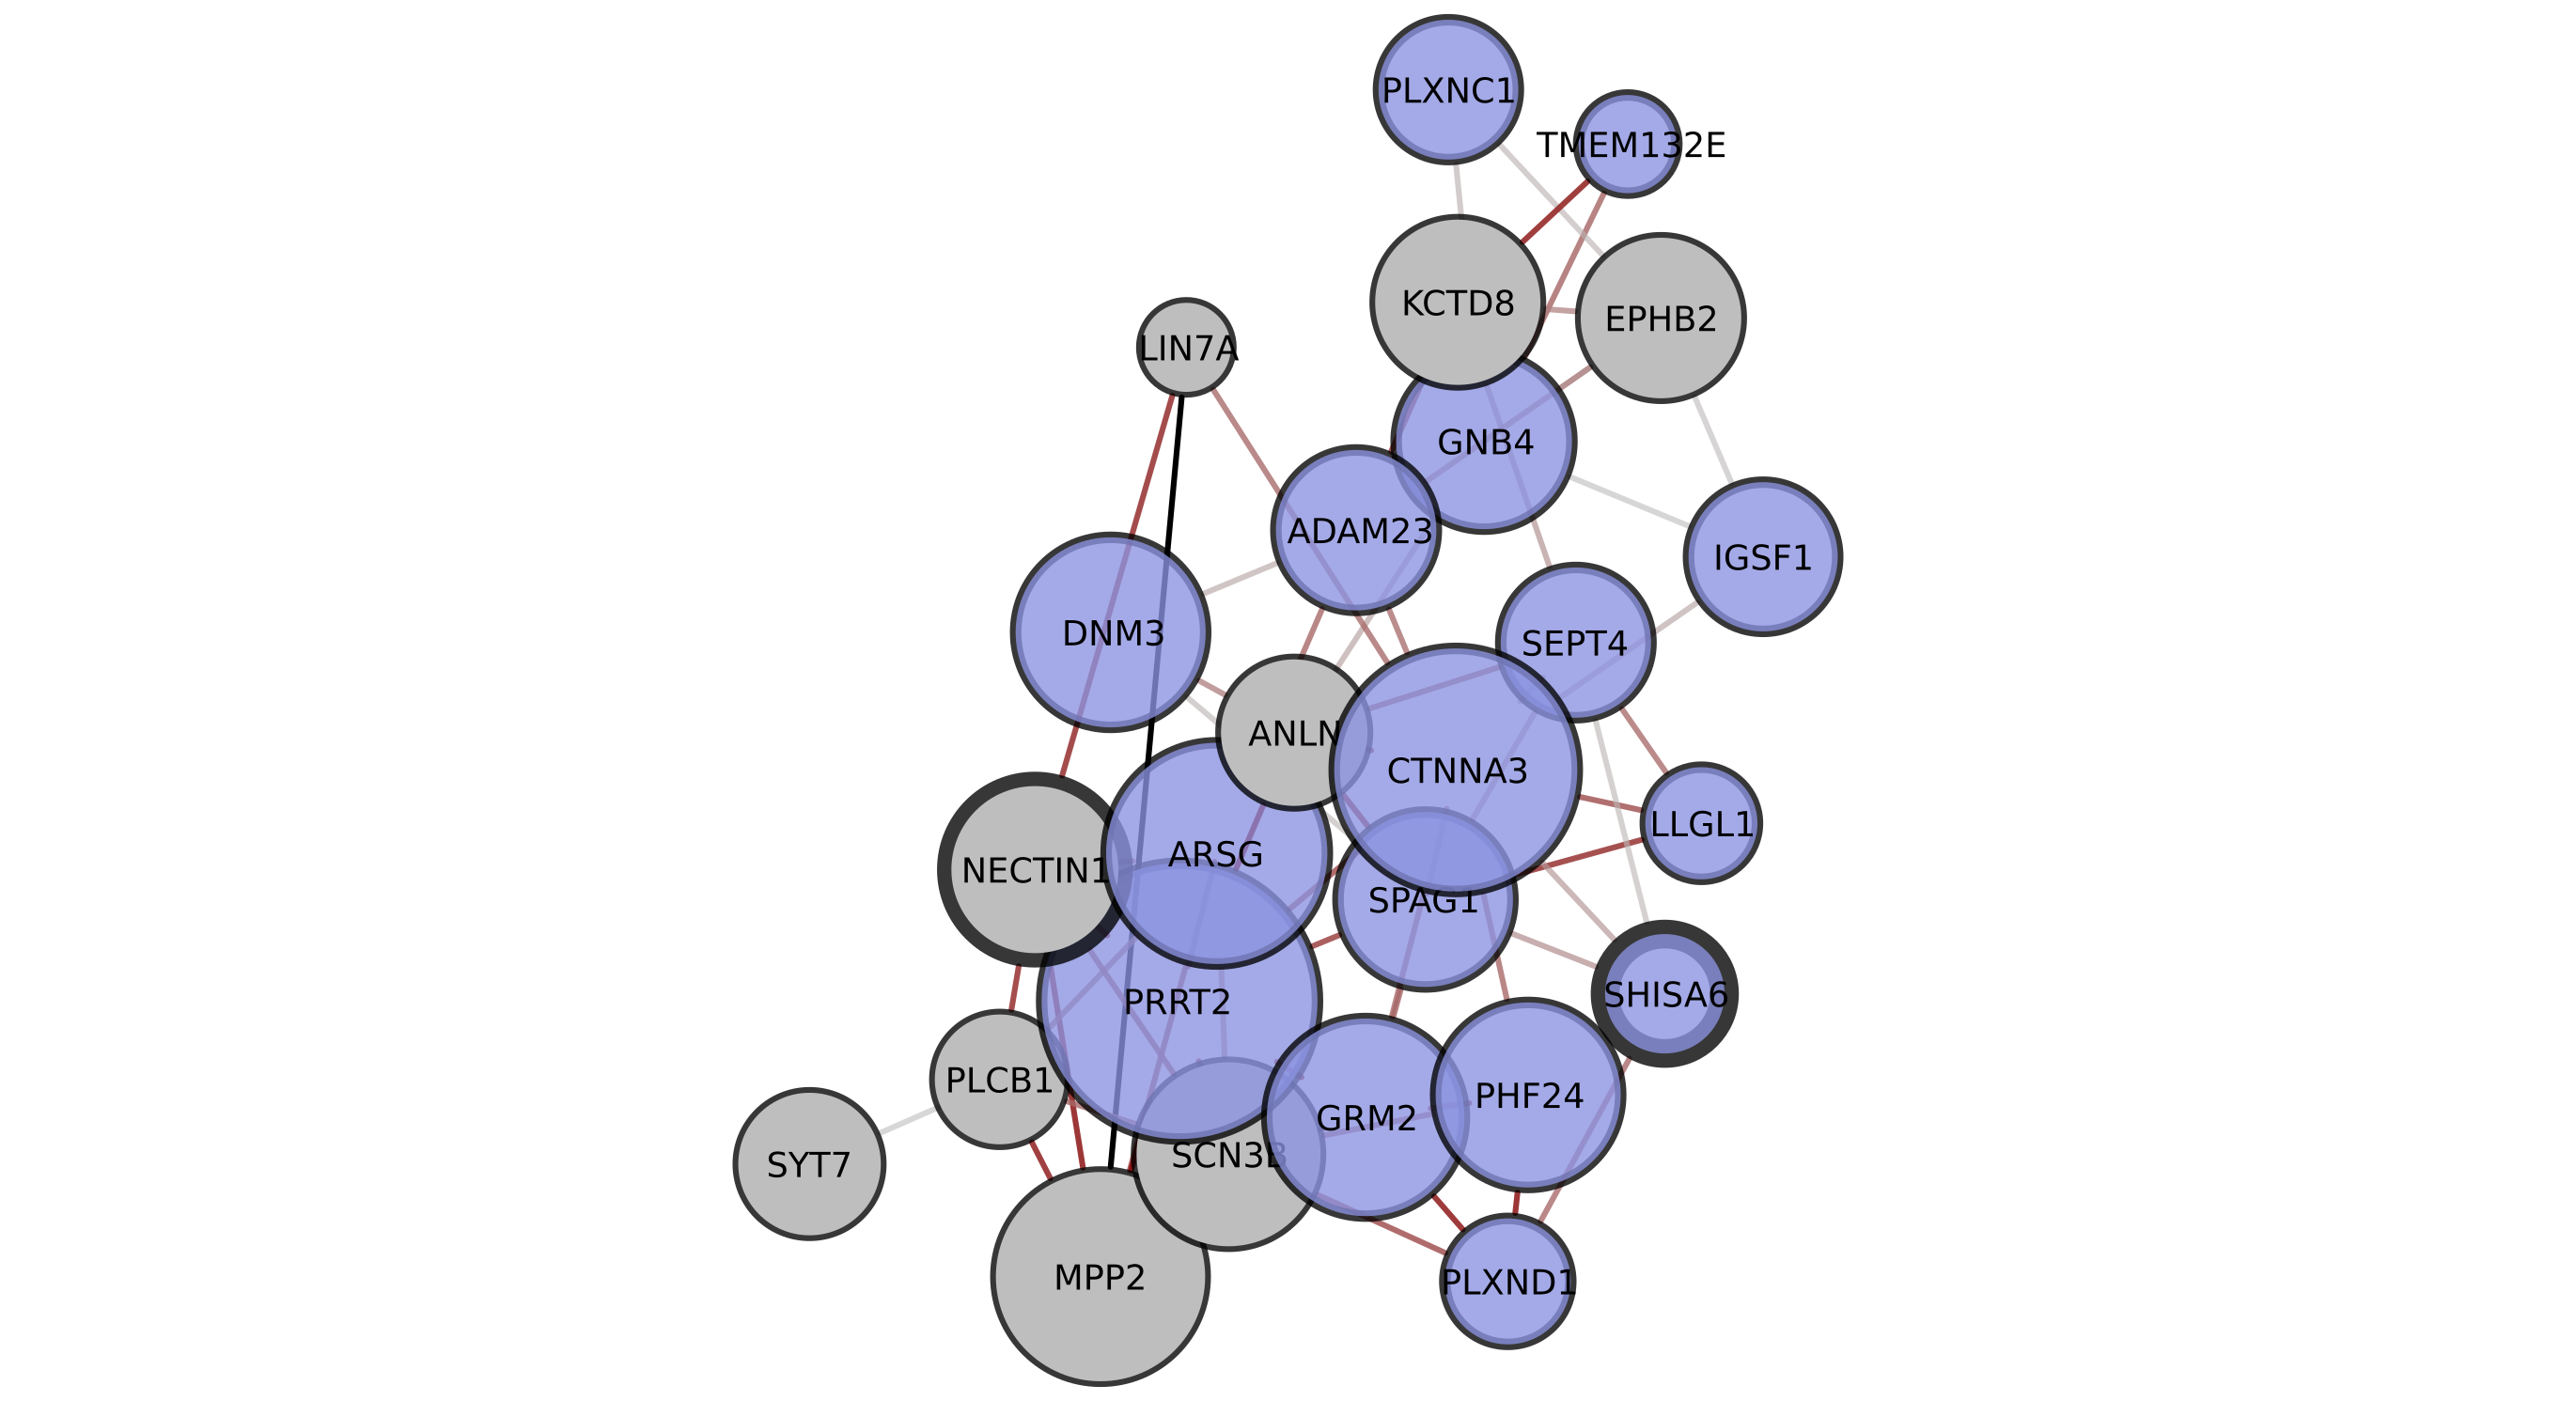 PLXNC1
TMEM132E
KCTD8
EPHB2
LIN7A
GNB4
ADAM23
IGSF1
DNM3
SEPT4
ANLN
CTNNA3
LLGL1
ARSG
NECTIN1
SPAG1
SHISA6
PRRT2
PLCB1
PHF24
GRM2
SCN3B
SYT7
MPP2
PLXND1